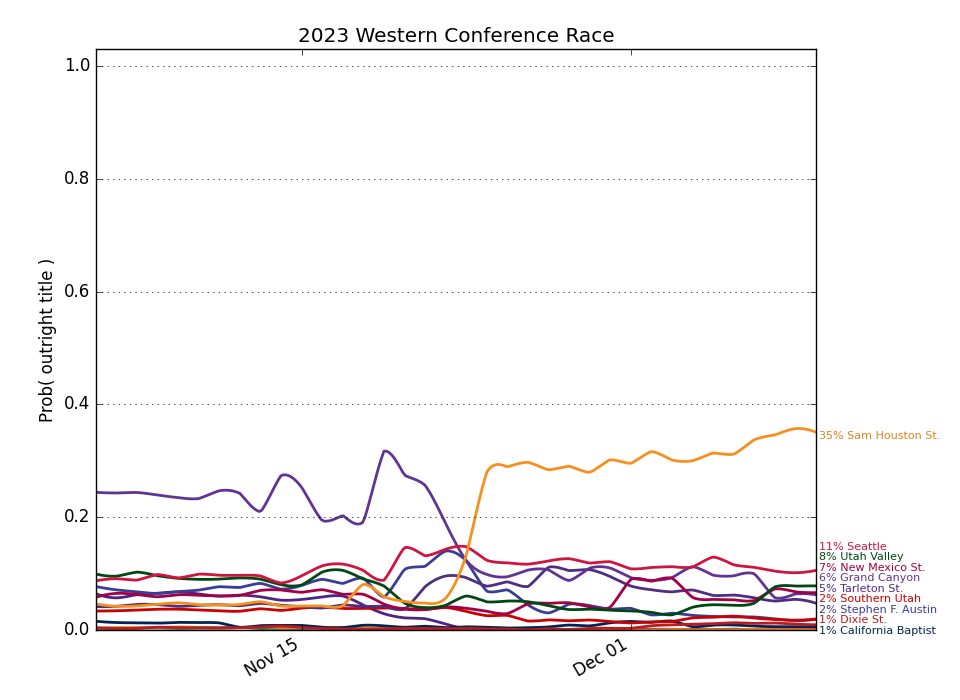 2023 Western Conference Race
Prob( outright title )
1.0
0.8
0.6
0.4
0.2
0.0
Nov 15
Dec 01
35% Sam Houston St.
11% Seattle
8% Utah Valley
7% New Mexico St.
6% Grand Canyon
5% Tarleton St.
2% Southern Utah
2% Stephen F. Austin
1% Dixie St.
1% California Baptist